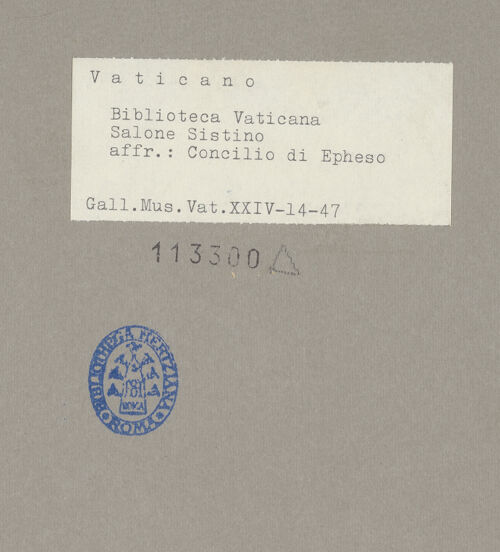 Vaticano
Biblioteca Vaticana
Salone Sistino
affr.: Concilio di Epheso
Gall.Mus.Vat.XXIV-14-47
113300
BIBLIOTHECA HERTZIANA
ROMA